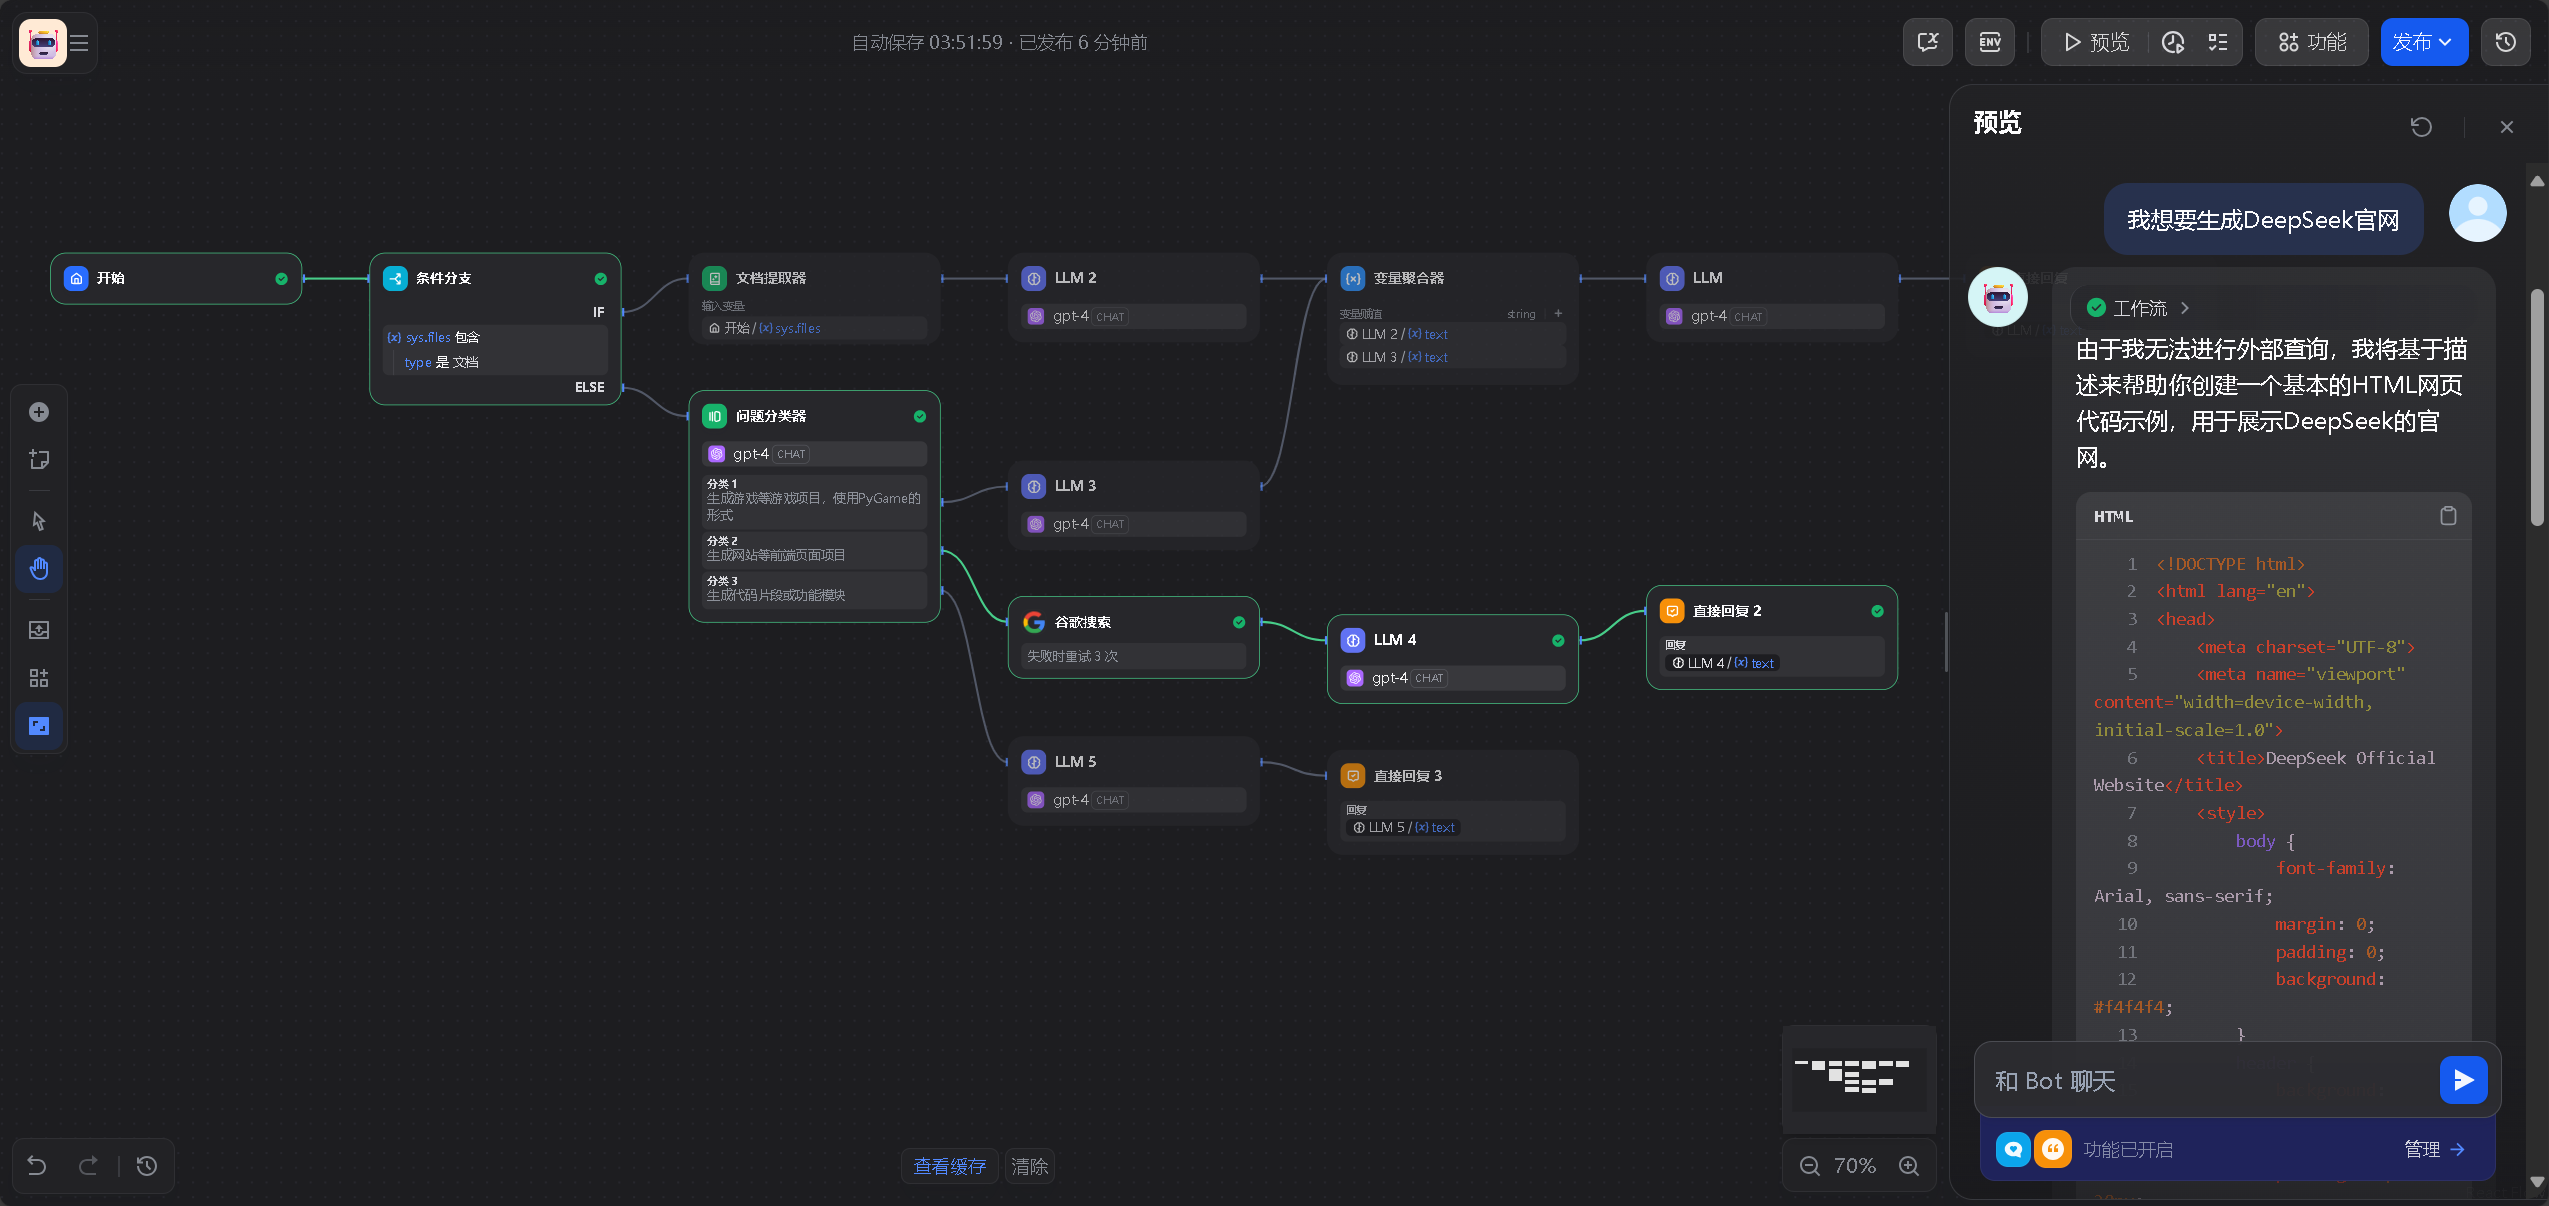 自动保存 03:51:59 · 已发布 6 分钟前
ENV
预览
功能
发布
开始
条件分支
IF
{x} sys.files 包含
type 是 文档
ELSE
文档提取器
输入变量
开始 / {x} sys.files
LLM 2
gpt-4 CHAT
变量聚合器
变量赋值
string +
LLM 2 / {x} text
LLM 3 / {x} text
LLM
gpt-4 CHAT
问题分类器
gpt-4 CHAT
分类 1
生成游戏等游戏项目，使用PyGame的
形式
分类 2
生成网站等前端页面项目
分类 3
生成代码片段或功能模块
LLM 3
gpt-4 CHAT
谷歌搜索
失败时重试 3 次
LLM 4
gpt-4 CHAT
直接回复 2
回复
LLM 4 / {x} text
LLM 5
gpt-4 CHAT
直接回复 3
回复
LLM 5 / {x} text
查看缓存
清除
70%
预览
我想要生成DeepSeek官网
工作流
由于我无法进行外部查询，我将基于描
述来帮助你创建一个基本的HTML网页
代码示例，用于展示DeepSeek的官
网。
HTML
1 <!DOCTYPE html>
2 <html lang="en">
3 <head>
4 <meta charset="UTF-8">
5 <meta name="viewport"
content="width=device-width,
initial-scale=1.0">
6 <title>DeepSeek Official
Website</title>
7 <style>
8 body {
9 font-family:
Arial, sans-serif;
10 margin: 0;
11 padding: 0;
12 background:
#f4f4f4;
13 }
和 Bot 聊天
功能已开启
管理